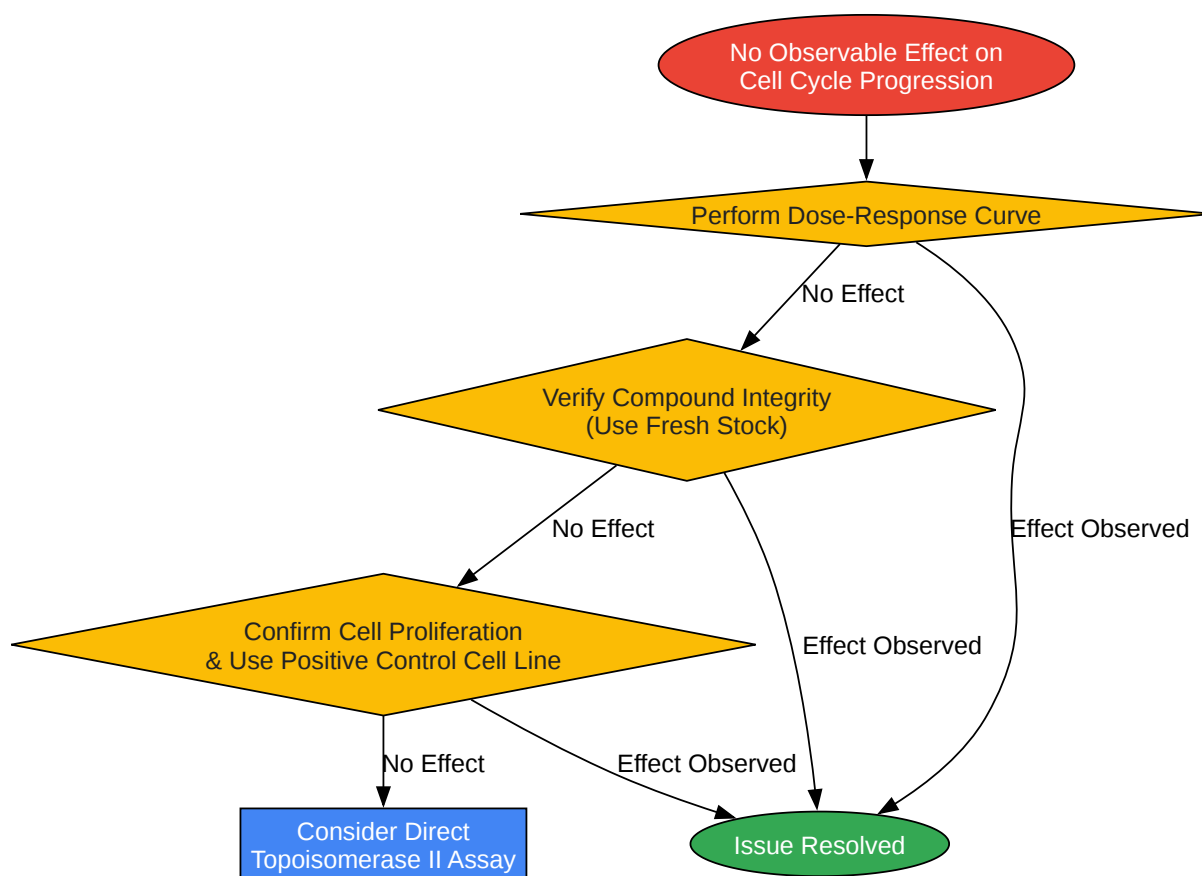 No Observable Effect on
Cell Cycle Progression
Perform Dose-Response Curve
No Effect
Verify Compound Integrity
(Use Fresh Stock)
Effect Observed
No Effect
Confirm Cell Proliferation
& Use Positive Control Cell Line
Effect Observed
No Effect
Effect Observed
Consider Direct
Topoisomerase II Assay
Issue Resolved